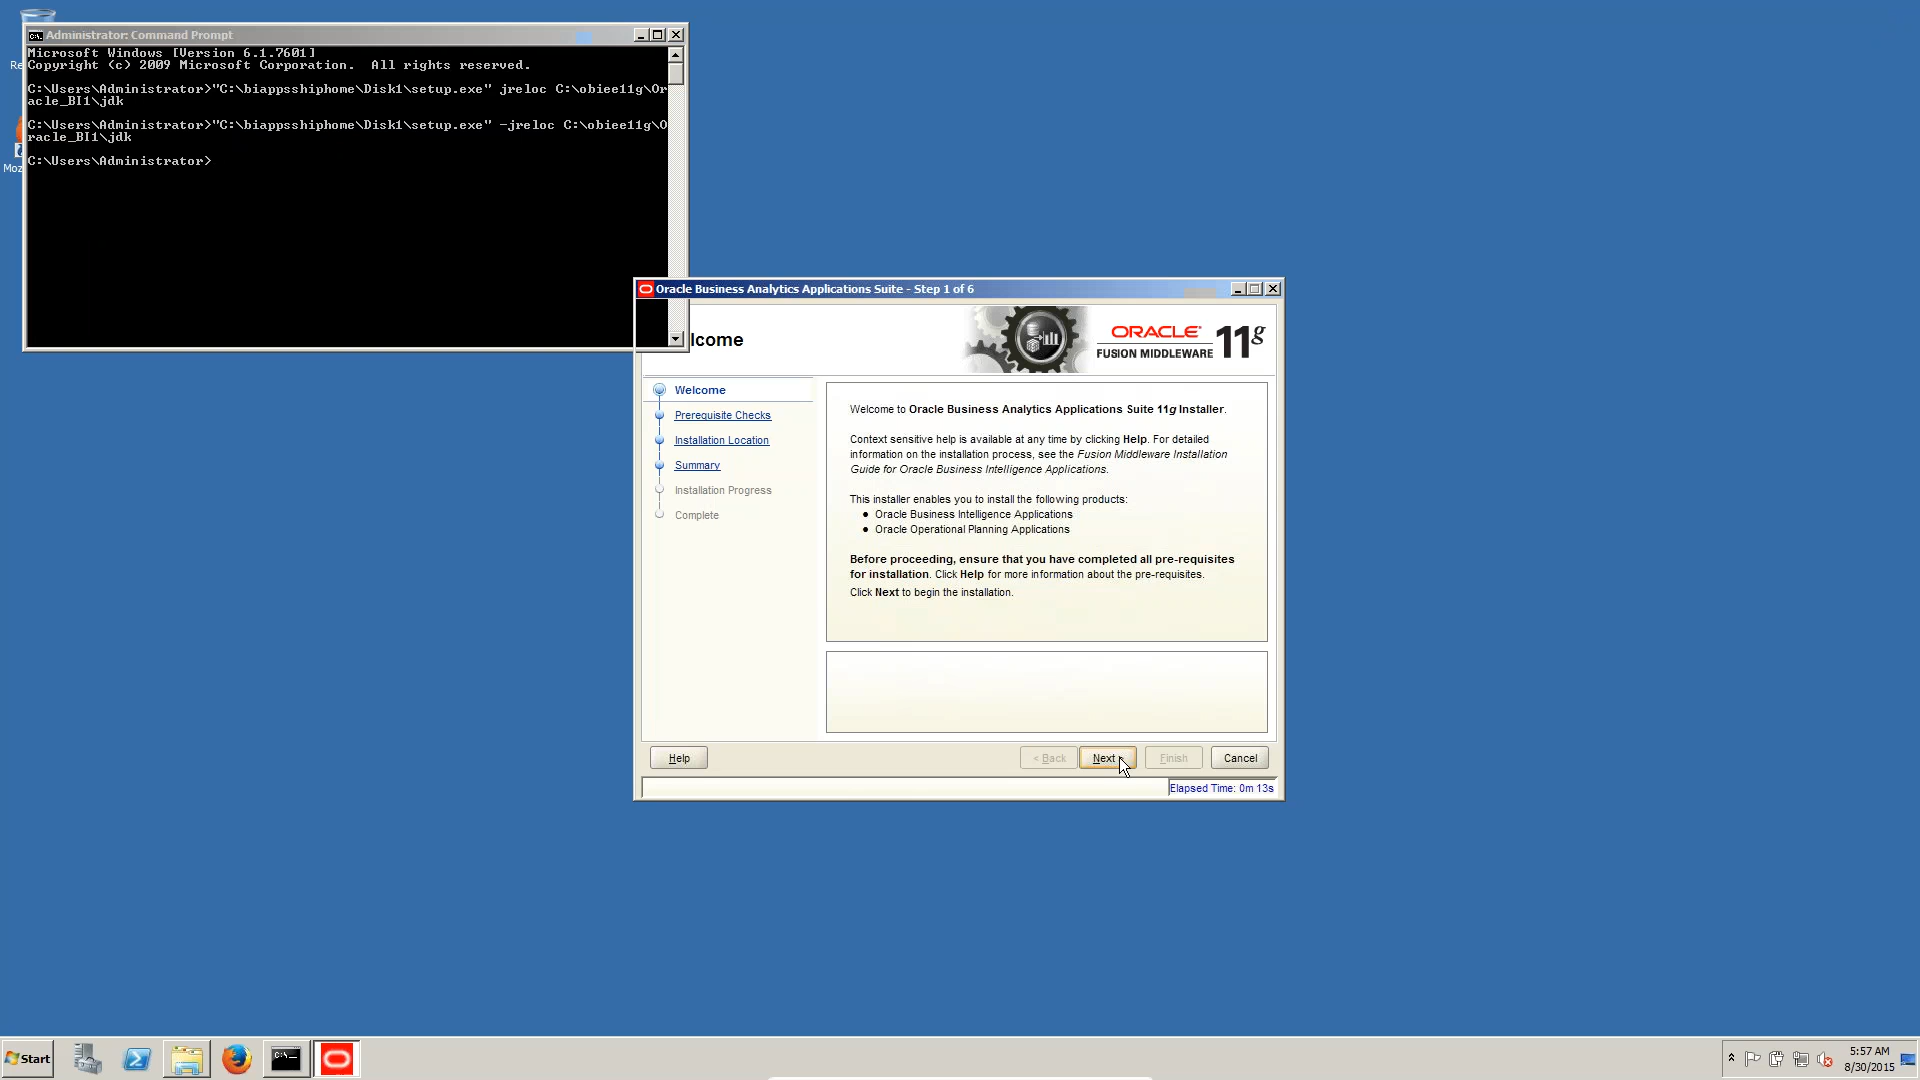 Administrator: Command Prompt
Microsoft Windows [Version 6.1.7601]
Copyright (c) 2009 Microsoft Corporation.  All rights reserved.
C:\Users\Administrator>"C:\biappsshiphome\Disk1\setup.exe" jreloc C:\obiee11g\Or
acle_BI1\jdk
C:\Users\Administrator>"C:\biappsshiphome\Disk1\setup.exe" -jreloc C:\obiee11g\O
racle_BI1\jdk
C:\Users\Administrator>
Re
Moz
Oracle Business Analytics Applications Suite - Step 1 of 6
lcome
ORACLE
FUSION MIDDLEWARE 11g
Welcome
Prerequisite Checks
Installation Location
Summary
Installation Progress
Complete
Welcome to Oracle Business Analytics Applications Suite 11g Installer.
Context sensitive help is available at any time by clicking Help. For detailed
information on the installation process, see the Fusion Middleware Installation
Guide for Oracle Business Intelligence Applications.
This installer enables you to install the following products:
● Oracle Business Intelligence Applications
● Oracle Operational Planning Applications
Before proceeding, ensure that you have completed all pre-requisites
for installation. Click Help for more information about the pre-requisites.
Click Next to begin the installation.
Help
< Back
Next
Finish
Cancel
Elapsed Time: 0m 13s
Start
5:57 AM
8/30/2015